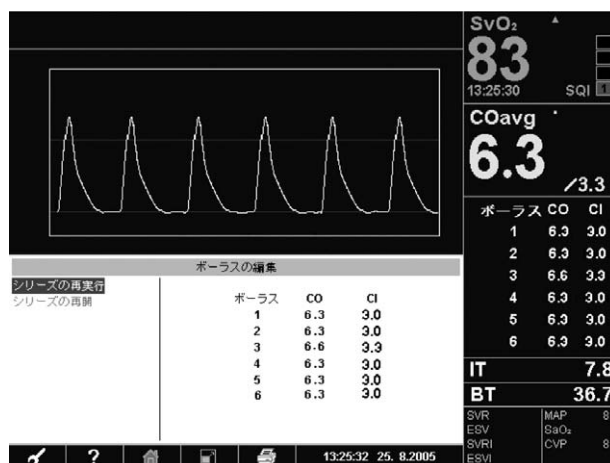 SvO₂
83
13:25:30 SQI 1
COavg
6.3
/3.3
ボーラス CO CI
1 6.3 3.0
2 6.3 3.0
3 6.6 3.3
4 6.3 3.0
5 6.3 3.0
6 6.3 3.0
IT 7.8
BT 36.7
SVR MAP 8
ESV SaO₂
SVRI CVP 8
ESVI
ボーラスの編集
シリーズの再実行
シリーズの再開
ボーラス CO CI
1 6.3 3.0
2 6.3 3.0
3 6.6 3.3
4 6.3 3.0
5 6.3 3.0
6 6.3 3.0
?
13:25:32 25. 8.2005